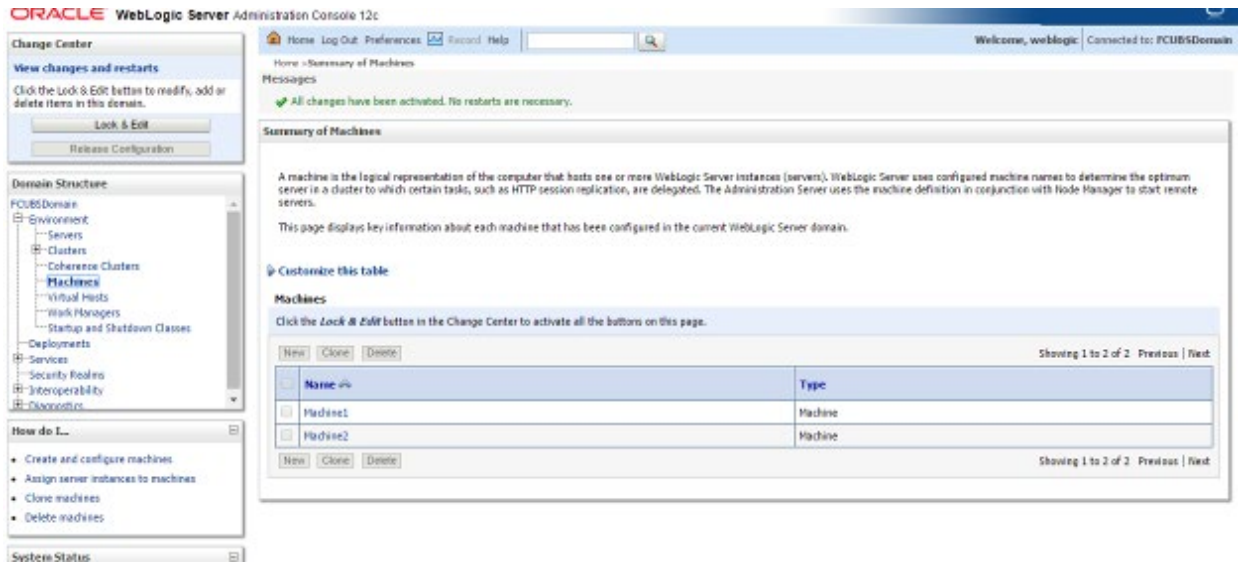 ORACLE WebLogic Server Administration Console 12c
Change Center
View changes and restarts
Click the Lock & Edit button to modify, add or
delete items in this domain.
Lock & Edit
Release Configuration
Domain Structure
FCUBSDomain
Environment
Servers
Clusters
Coherence Clusters
Machines
Virtual Hosts
Work Managers
Startup and Shutdown Classes
Deployments
Services
Security Realms
Interoperability
Diagnostics
How do I...
Create and configure machines
Assign server instances to machines
Clone machines
Delete machines
System Status
Home Log Out Preferences Record Help
Welcome, weblogic Connected to: FCUBSDomain
Home >Summary of Machines
Messages
All changes have been activated. No restarts are necessary.
Summary of Machines
A machine is the logical representation of the computer that hosts one or more WebLogic Server instances (servers). WebLogic Server uses configured machine names to determine the optimum
server in a cluster to which certain tasks, such as HTTP session replication, are delegated. The Administration Server uses the machine definition in conjunction with Node Manager to start remote
servers.
This page displays key information about each machine that has been configured in the current WebLogic Server domain.
Customize this table
Machines
Click the Lock & Edit button in the Change Center to activate all the buttons on this page.
New Clone Delete Showing 1 to 2 of 2 Previous | Next
Name Type
Machine1 Machine
Machine2 Machine
New Clone Delete Showing 1 to 2 of 2 Previous | Next